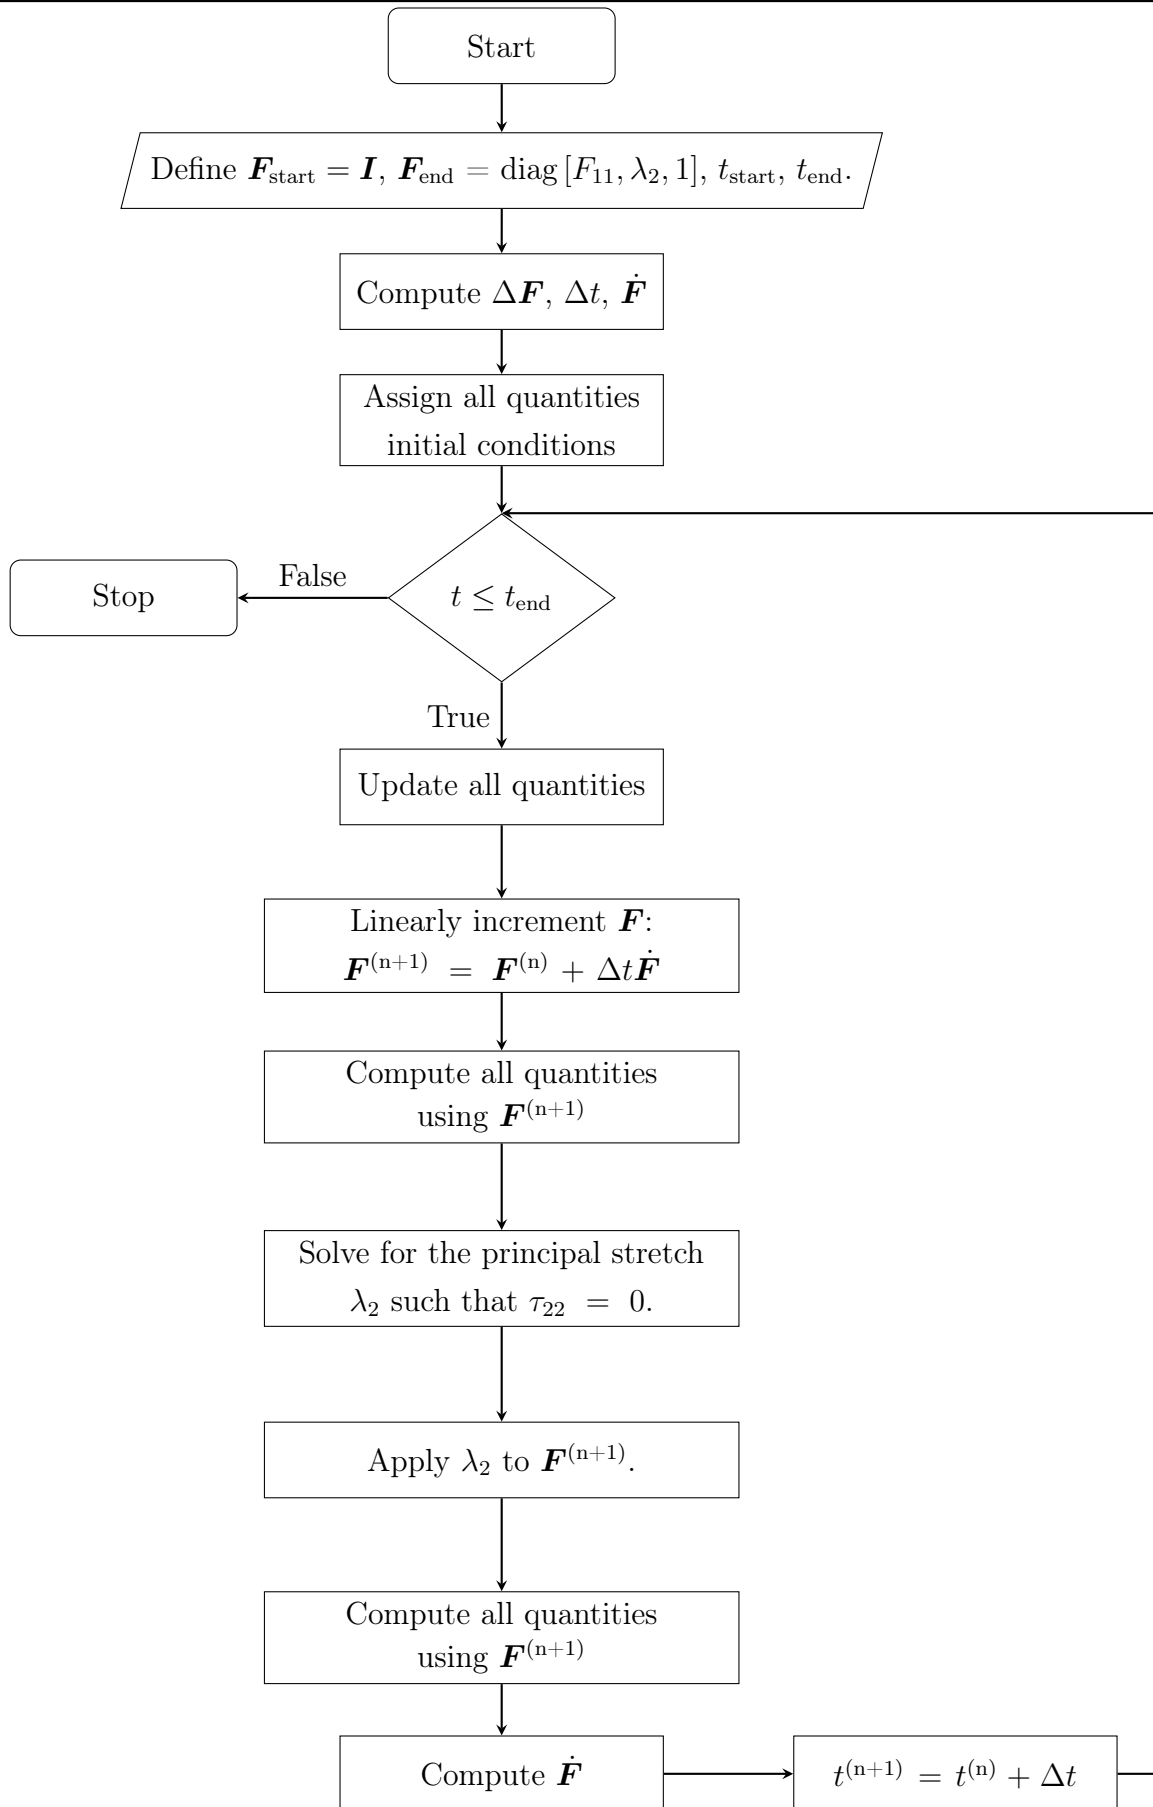 Start
Define 𝑭_start = 𝑰, 𝑭_end = diag [F₁₁, λ₂, 1], t_start, t_end.
Compute Δ𝑭, Δt, 𝑭̇
Assign all quantities
initial conditions
t ≤ t_end
False
Stop
True
Update all quantities
Linearly increment 𝑭:
𝑭^(n+1) = 𝑭^(n) + Δt𝑭̇
Compute all quantities
using 𝑭^(n+1)
Solve for the principal stretch
λ₂ such that τ₂₂ = 0.
Apply λ₂ to 𝑭^(n+1).
Compute all quantities
using 𝑭^(n+1)
Compute 𝑭̇
t^(n+1) = t^(n) + Δt